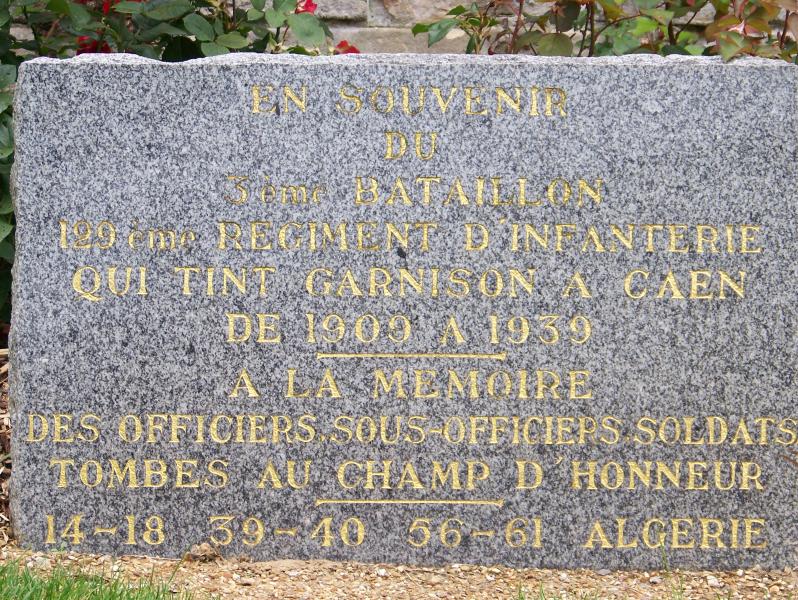 EN SOUVENIR
DU
3ème BATAILLON
129ème REGIMENT D'INFANTERIE
QUI TINT GARNISON A CAEN
DE 1909 A 1939
A LA MEMOIRE
DES OFFICIERS. SOUS-OFFICIERS. SOLDATS
TOMBES AU CHAMP D'HONNEUR
14-18 39-40 56-61 ALGERIE